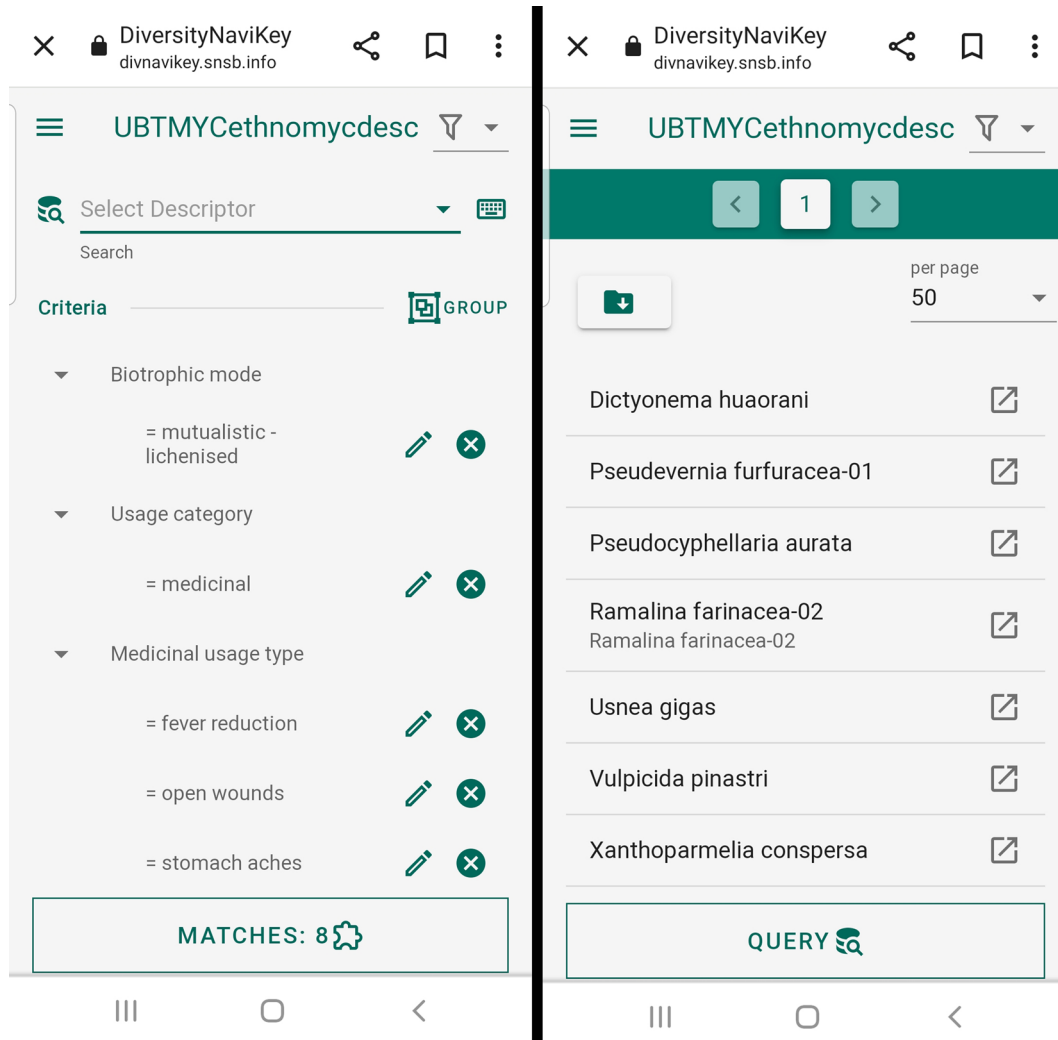 DiversityNaviKey
divnavikey.snsb.info
UBTMYCethnomycdesc
Select Descriptor
Search
Criteria
GROUP
Biotrophic mode
= mutualistic -
lichenised
Usage category
= medicinal
Medicinal usage type
= fever reduction
= open wounds
= stomach aches
MATCHES: 8
DiversityNaviKey
divnavikey.snsb.info
UBTMYCethnomycdesc
1
per page
50
Dictyonema huaorani
Pseudevernia furfuracea-01
Pseudocyphellaria aurata
Ramalina farinacea-02
Ramalina farinacea-02
Usnea gigas
Vulpicida pinastri
Xanthoparmelia conspersa
QUERY